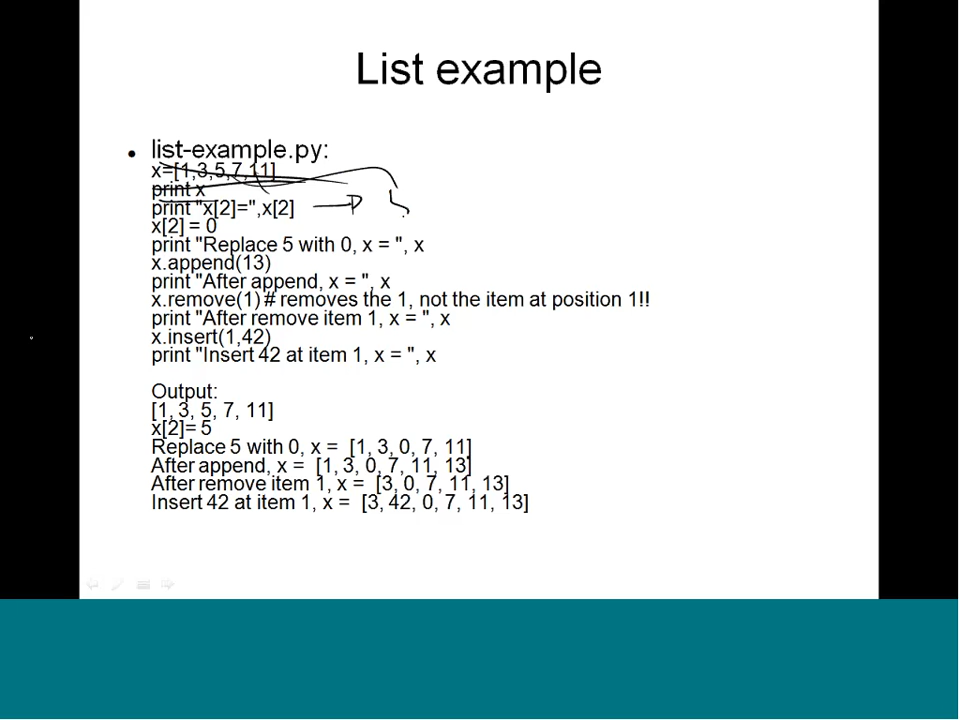 List example
• list-example.py:
x=[1,3,5,7,11]
print x
print "x[2]=",x[2]
x[2] = 0
print "Replace 5 with 0, x = ", x
x.append(13)
print "After append, x = ", x
x.remove(1) # removes the 1, not the item at position 1!!
print "After remove item 1, x = ", x
x.insert(1,42)
print "Insert 42 at item 1, x = ", x
Output:
[1, 3, 5, 7, 11]
x[2]= 5
Replace 5 with 0, x =  [1, 3, 0, 7, 11]
After append, x =  [1, 3, 0, 7, 11, 13]
After remove item 1, x =  [3, 0, 7, 11, 13]
Insert 42 at item 1, x =  [3, 42, 0, 7, 11, 13]